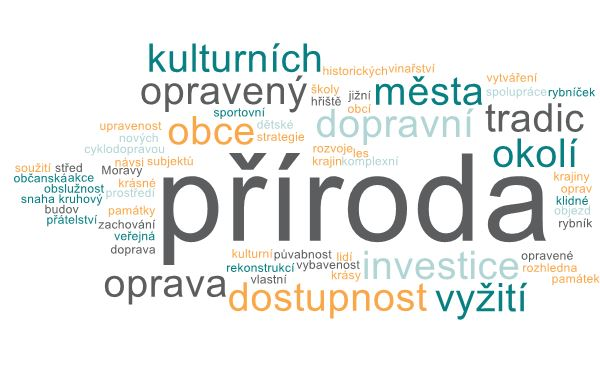 kulturních
historických vinařství
opravený
školy
hřiště
jižní
obcí
města
vytváření
spolupráce rybníček
tradic
sportovní
upravenost
nových
cyklodopravou
obce
dětské
strategie
dopravní
okolí
návsi subjektů
rozvoje les
krajin komplexní
soužití střed
Moravy
občanská akce
obslužnost
krásné
prostředí
snaha kruhový
budov
přátelství
památky
zachování
veřejná
doprava
příroda
krajiny
oprav
klidné
objezd
rybník
kulturní půvabnost lidí
rekonstrukcí vybavenost
vlastní
krásy
investice
opravené
rozhledna
památek
oprava
dostupnost
vyžití